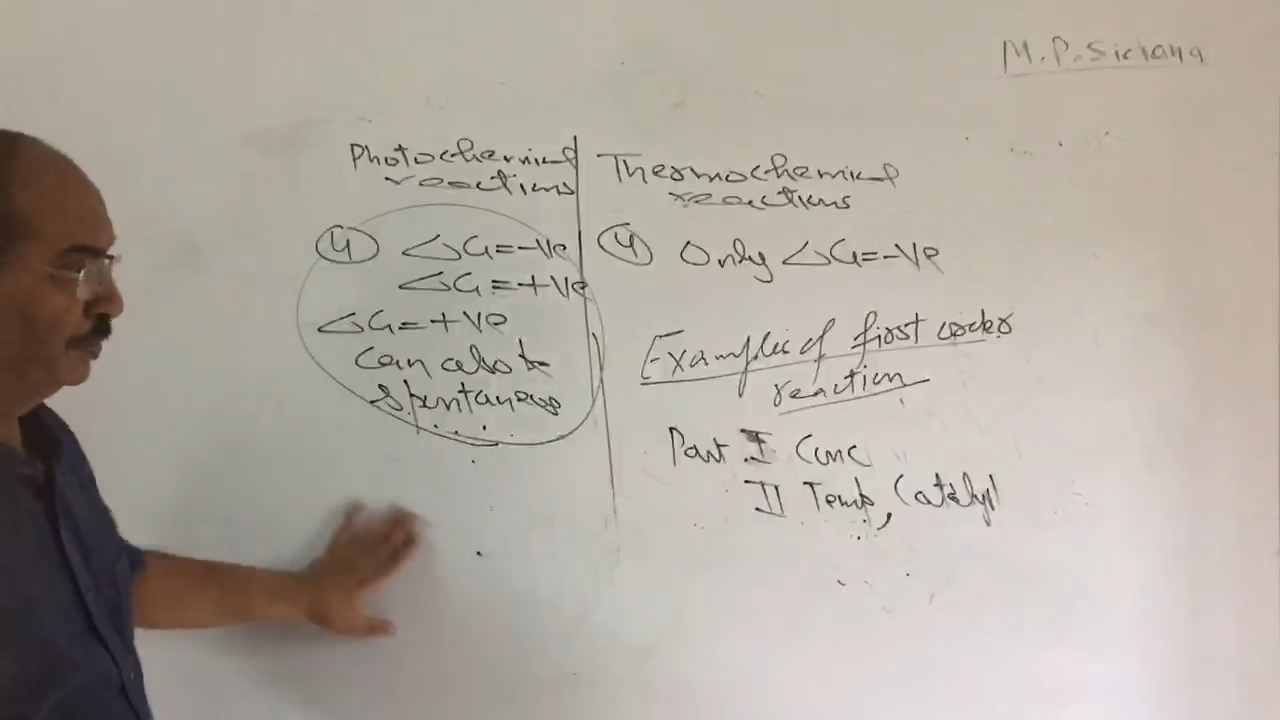 M.P. Sidana
Photochemical
reactions
④ ΔG=-Ve
ΔG=+Ve
ΔG=+Ve
Can also be
Spontaneous
Thermochemical
reactions
④ Only ΔG=-Ve
Examples of first order
reaction
Part I Conc
II Temp, Catalyst